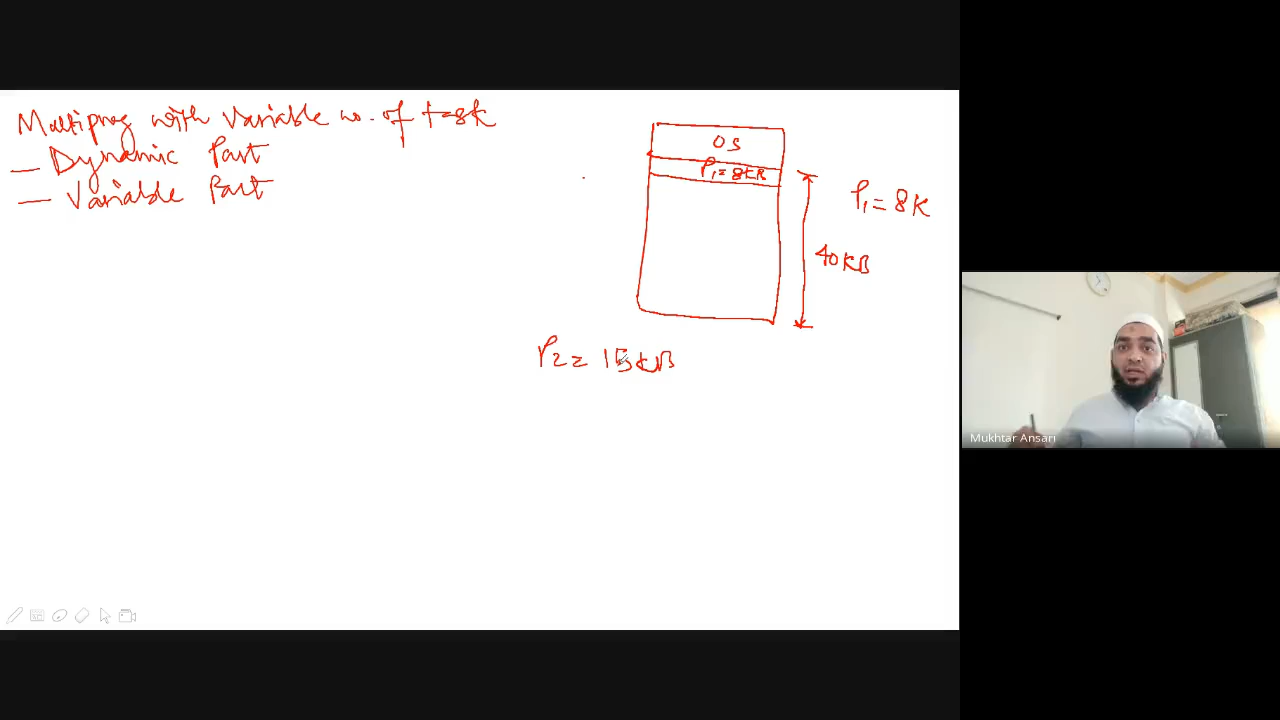 Multiprog with Variable no. of task
— Dynamic Part
— Variable Part
OS
P1 = 8KB
P1 = 8K
40KB
P2 = 15KB
Mukhtar Ansari